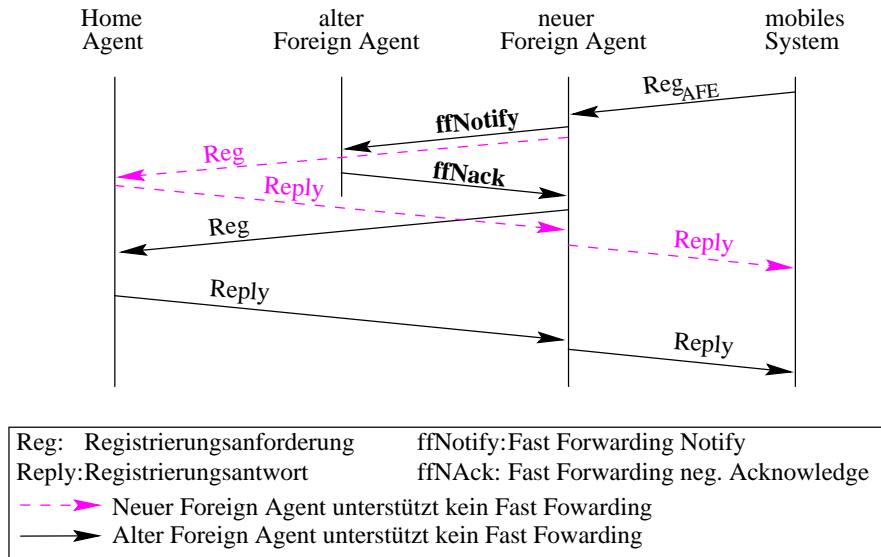 Home Agent
alter Foreign Agent
neuer Foreign Agent
mobiles System
Reg AFE
ffNotify
Reg
ffNack
Reply
Reg
Reply
Reply
Reply
Reg: Registrierungsanforderung ffNotify: Fast Forwarding Notify
Reply: Registrierungsantwort ffNAck: Fast Forwarding neg. Acknowledge
Neuer Foreign Agent unterstützt kein Fast Fowarding
Alter Foreign Agent unterstützt kein Fast Fowarding